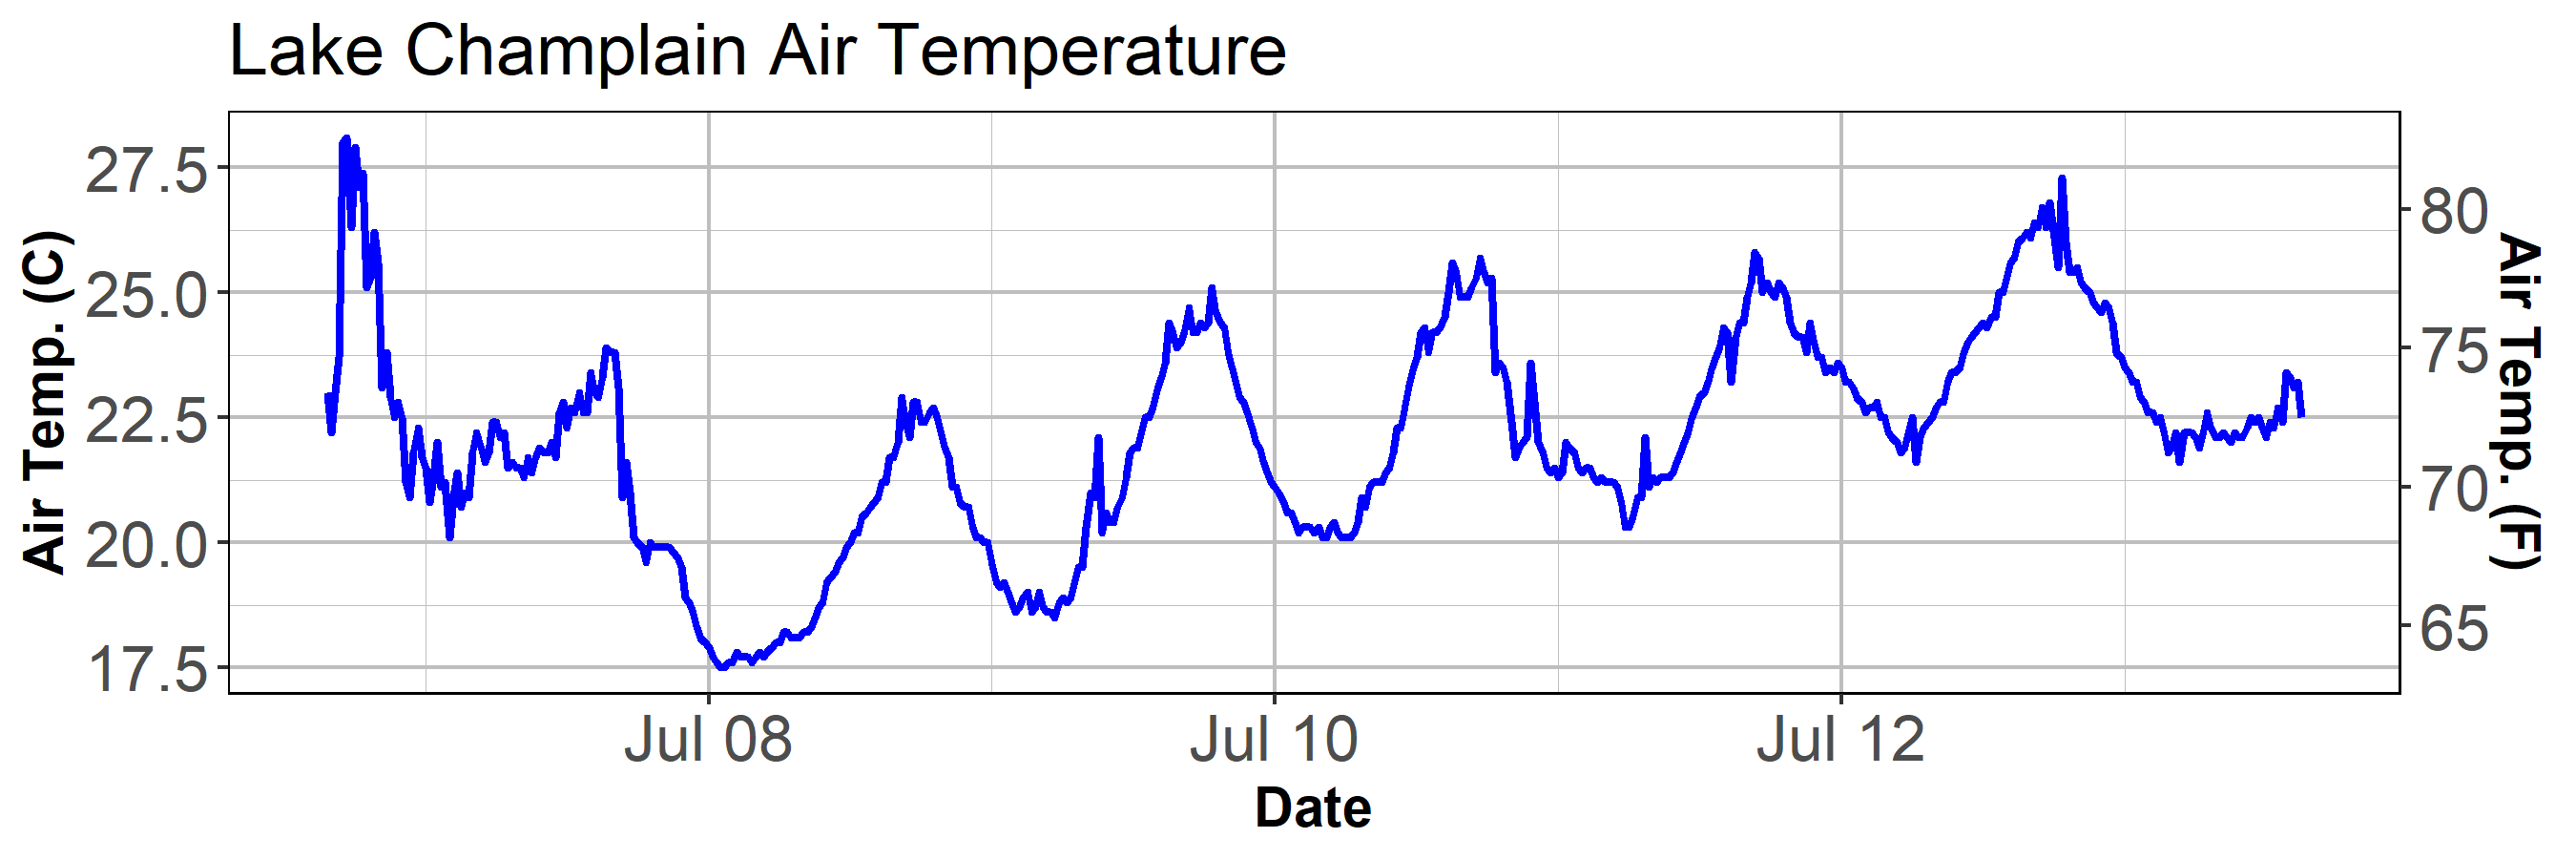 Lake Champlain Air Temperature
Air Temp. (C)
27.5
25.0
22.5
20.0
17.5
80
75
70
65
Air Temp. (F)
Jul 08
Jul 10
Jul 12
Date